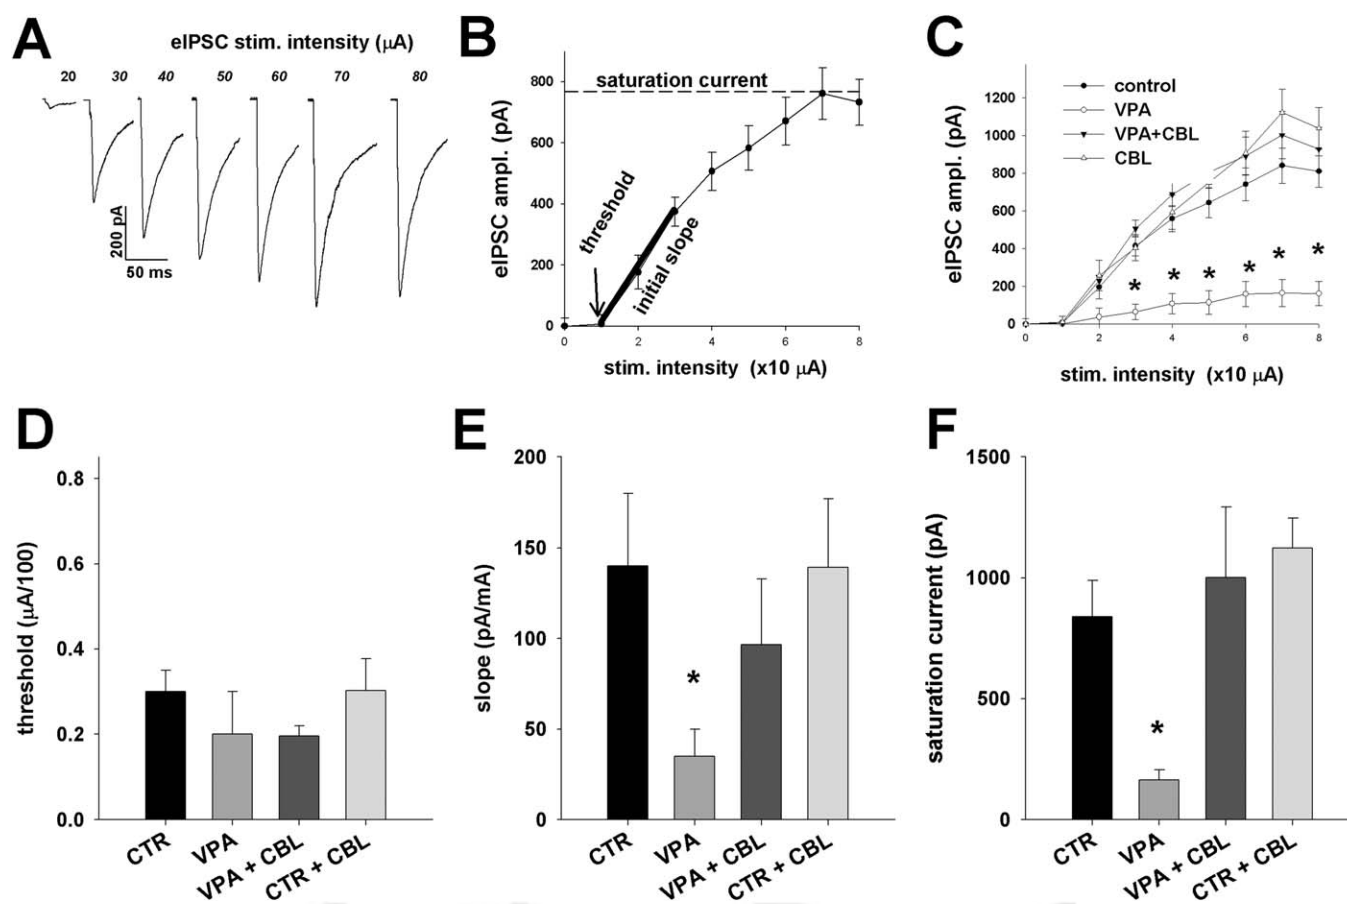 A
eIPSC stim. intensity (μA)
20 30 40 50 60 70 80
200 pA
50 ms
B
eIPSC ampl. (pA)
800
600
400
200
0
saturation current
threshold
initial slope
0 2 4 6 8
stim. intensity (x10 μA)
C
eIPSC ampl. (pA)
1200
1000
800
600
400
200
0
control
VPA
VPA+CBL
CBL
* * * * * *
0 2 4 6 8
stim. intensity (x10 μA)
D
threshold (μA/100)
0.8
0.6
0.4
0.2
0.0
CTR
VPA
VPA + CBL
CTR + CBL
E
slope (pA/mA)
200
150
100
50
0
*
CTR
VPA
VPA + CBL
CTR + CBL
F
saturation current (pA)
1500
1000
500
0
*
CTR
VPA
VPA + CBL
CTR + CBL